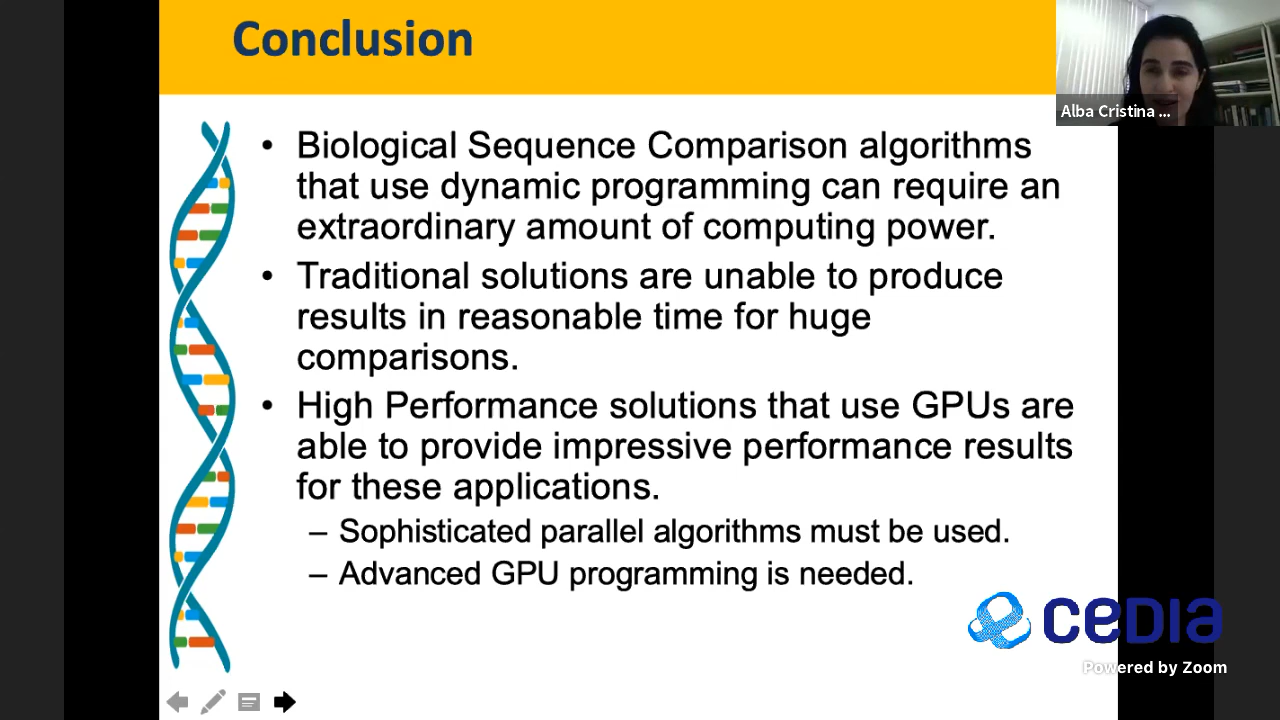 Conclusion
Alba Cristina ...
• Biological Sequence Comparison algorithms
that use dynamic programming can require an
extraordinary amount of computing power.
• Traditional solutions are unable to produce
results in reasonable time for huge
comparisons.
• High Performance solutions that use GPUs are
able to provide impressive performance results
for these applications.
– Sophisticated parallel algorithms must be used.
– Advanced GPU programming is needed.
cedia
Powered by Zoom